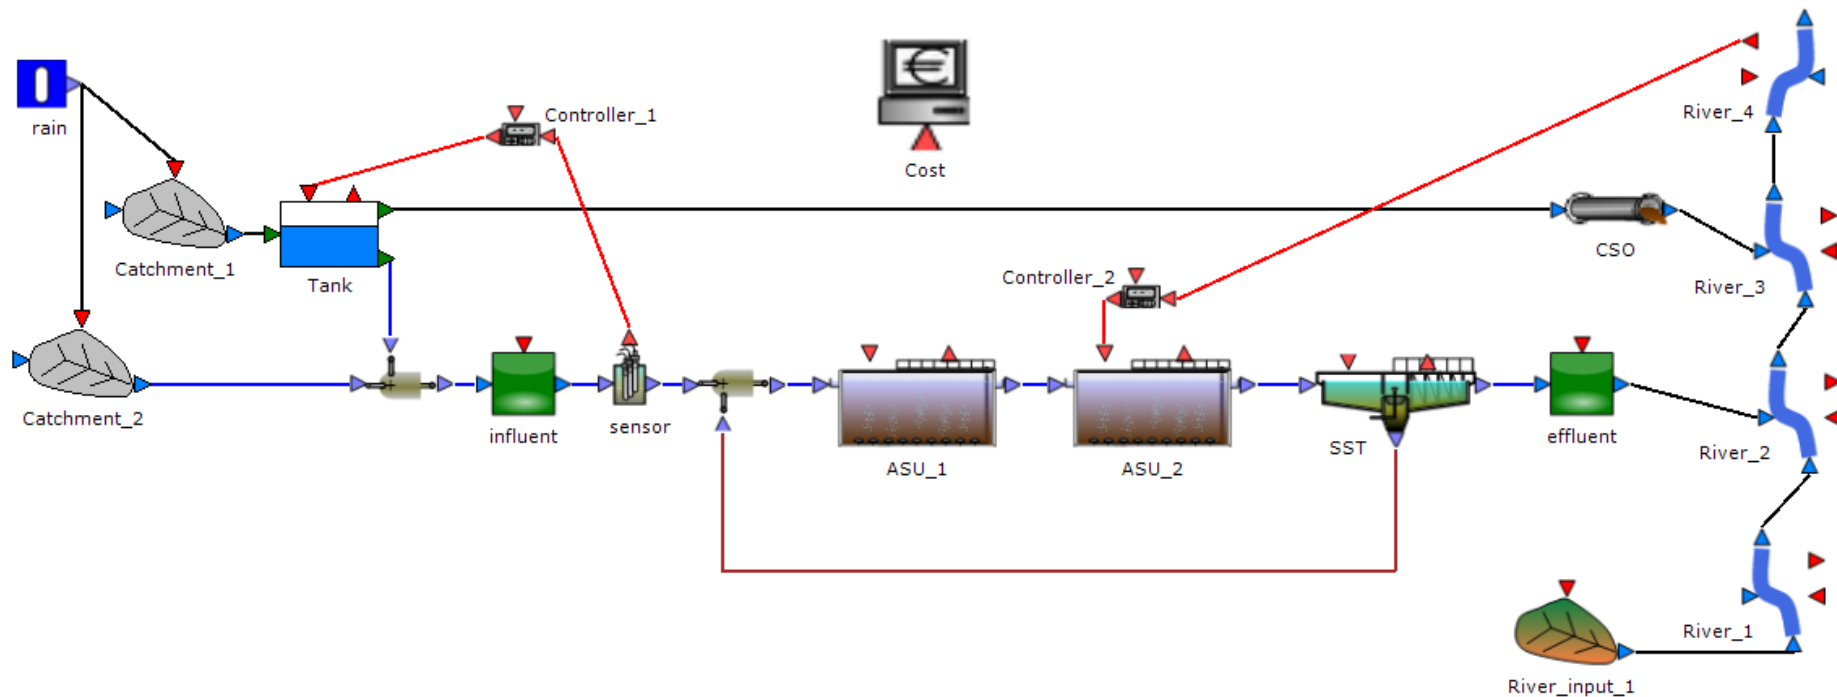 rain
Controller_1
Cost
River_4
Catchment_1
Tank
CSO
Controller_2
River_3
Catchment_2
influent
sensor
ASU_1
ASU_2
SST
effluent
River_2
River_1
River_input_1